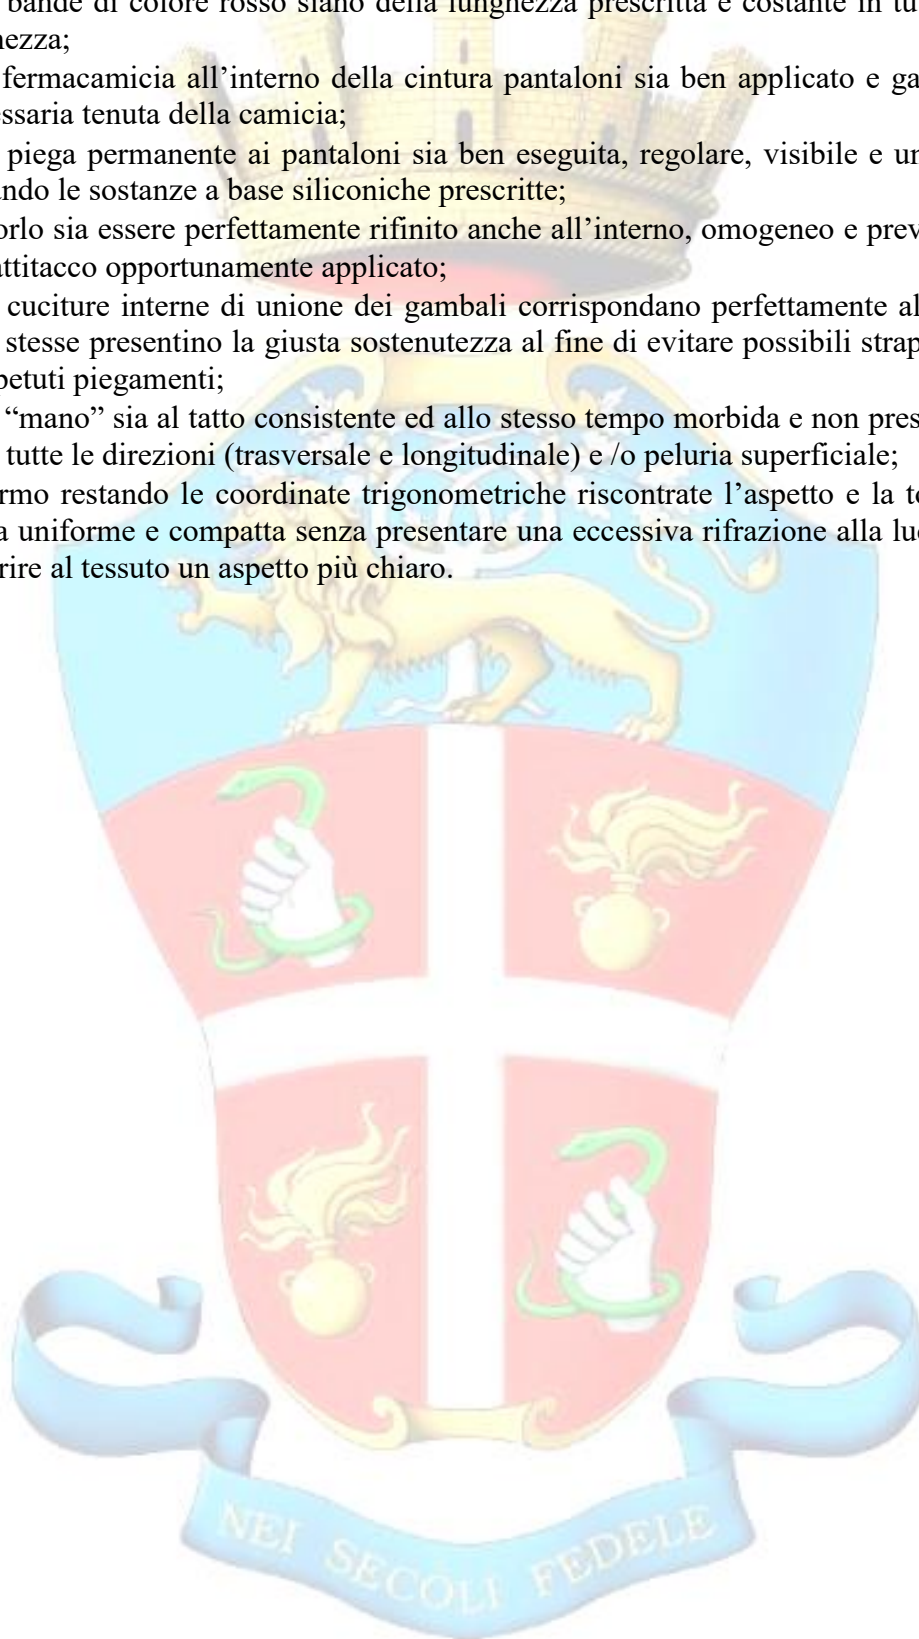 bande di colore rosso siano della lunghezza prescritta e costante in tu
nezza;
fermacamicia all’interno della cintura pantaloni sia ben applicato e ga
essaria tenuta della camicia;
piega permanente ai pantaloni sia ben eseguita, regolare, visibile e un
ando le sostanze a base siliconiche prescritte;
orlo sia essere perfettamente rifinito anche all’interno, omogeneo e prev
attitacco opportunamente applicato;
cuciture interne di unione dei gambali corrispondano perfettamente al
stesse presentino la giusta sostenutezza al fine di evitare possibili strap
petuti piegamenti;
“mano” sia al tatto consistente ed allo stesso tempo morbida e non pres
tutte le direzioni (trasversale e longitudinale) e /o peluria superficiale;
rmo restando le coordinate trigonometriche riscontrate l’aspetto e la to
a uniforme e compatta senza presentare una eccessiva rifrazione alla lu
rire al tessuto un aspetto più chiaro.
NEI SECOLI FEDELE